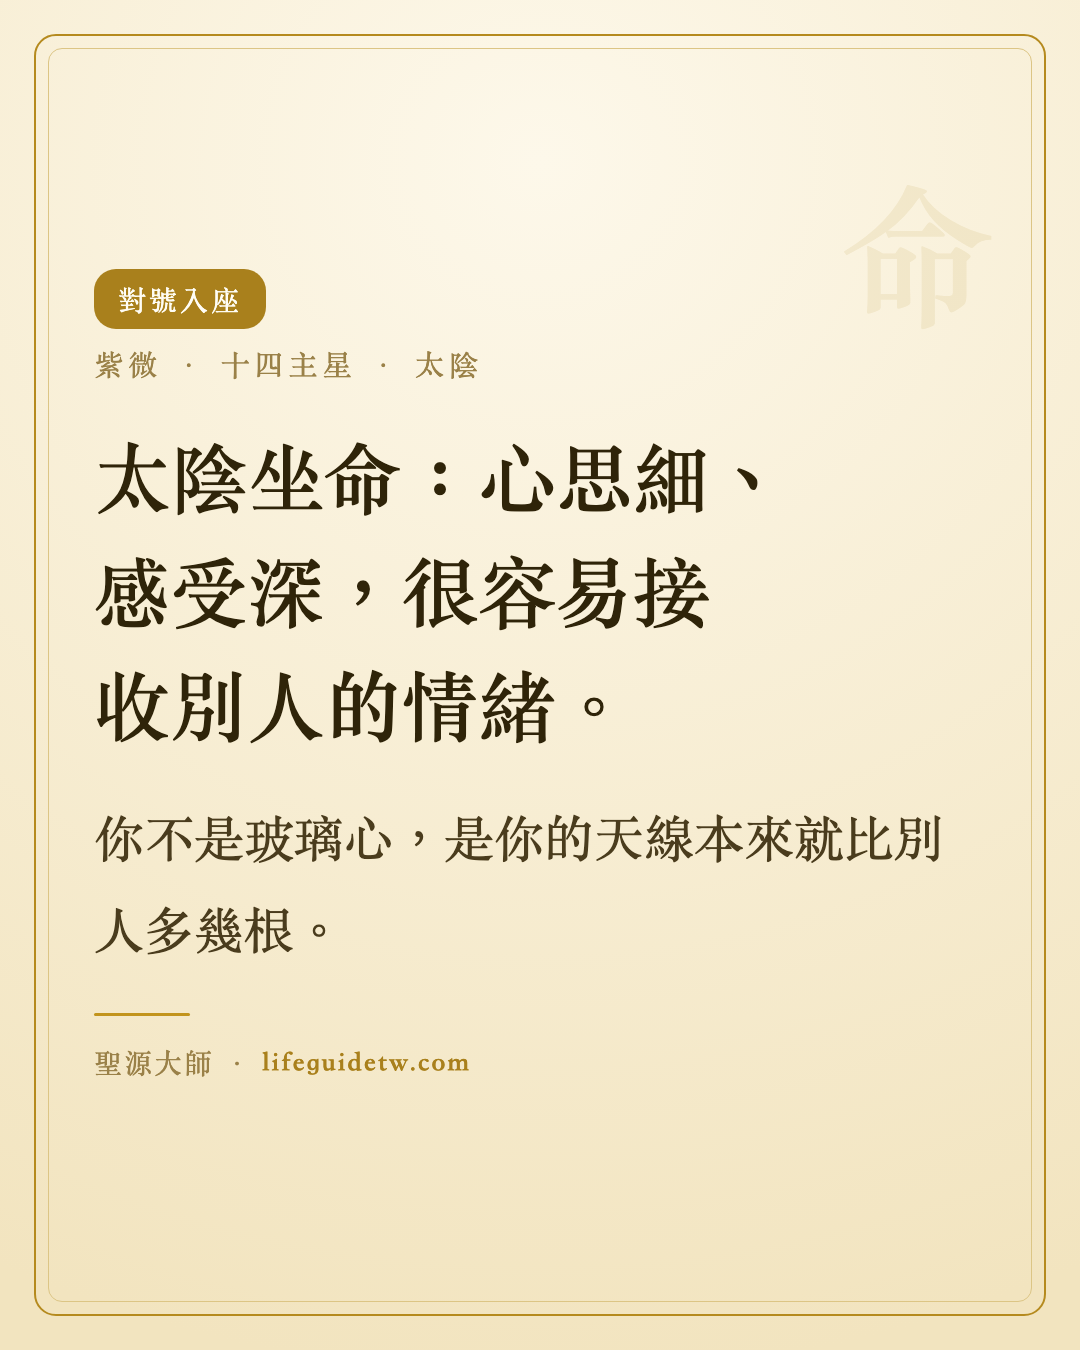 命
對號入座
紫微 · 十四主星 · 太陰
太陰坐命：心思細、
感受深，很容易接
收別人的情緒。
你不是玻璃心，是你的天線本來就比別
人多幾根。
聖源大師 · lifeguidetw.com